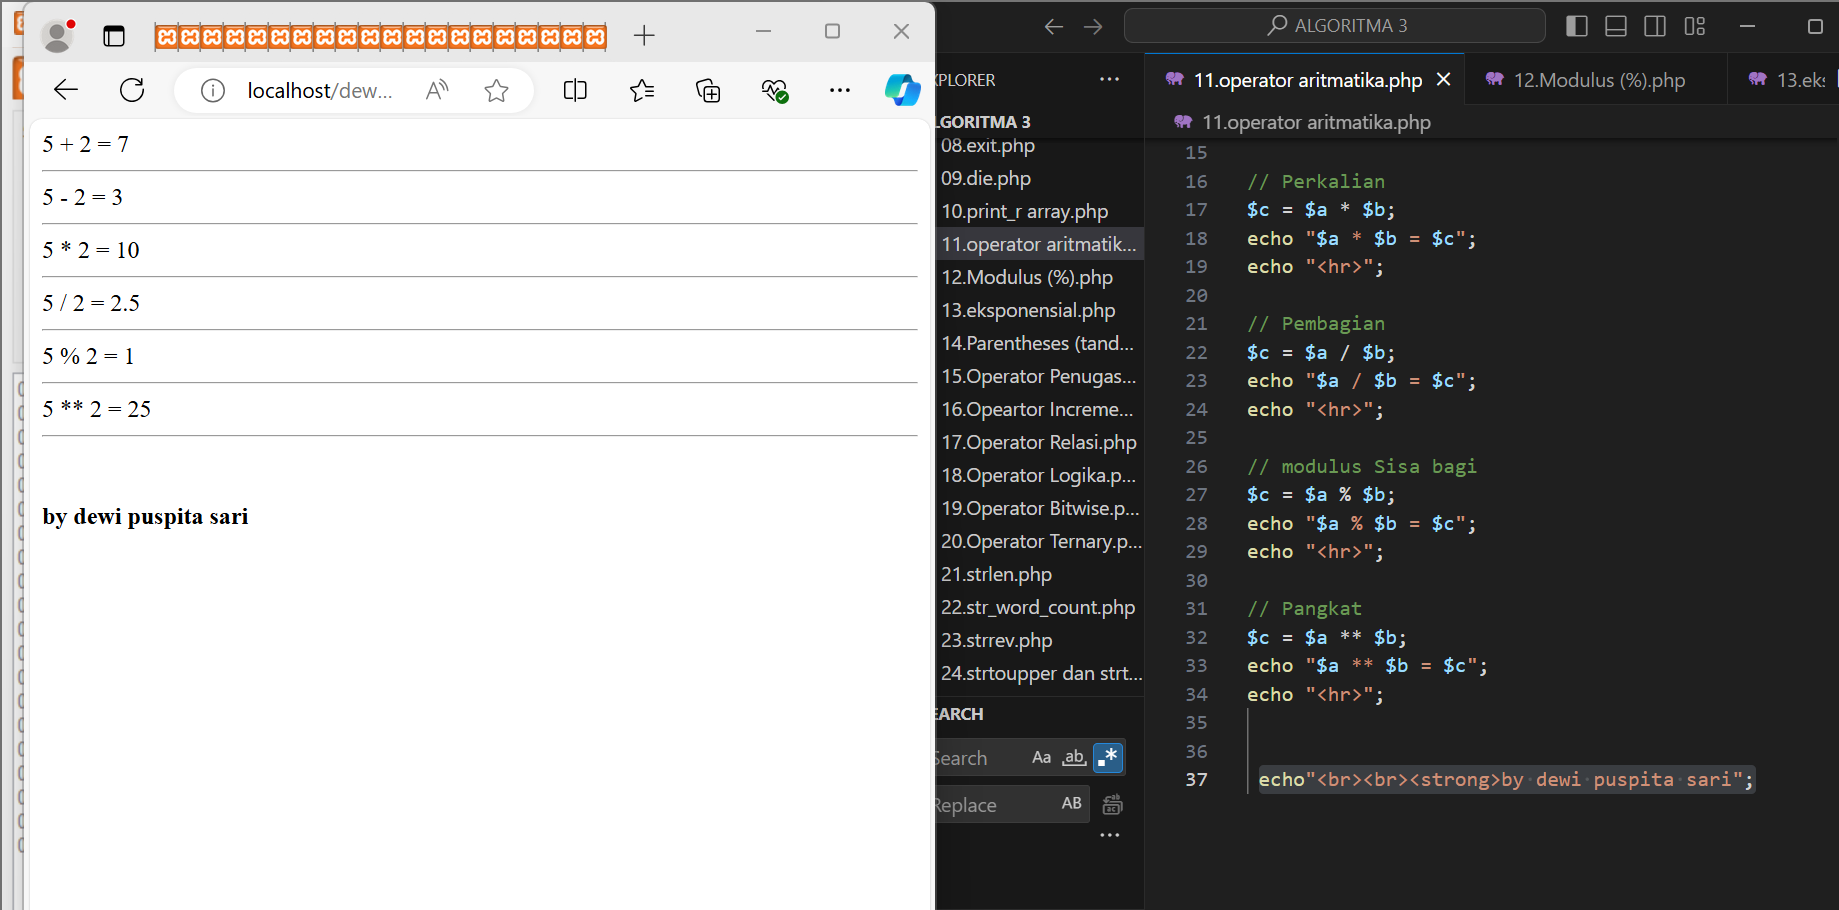 localhost/dew...
5 + 2 = 7
5 - 2 = 3
5 * 2 = 10
5 / 2 = 2.5
5 % 2 = 1
5 ** 2 = 25
by dewi puspita sari
ALGORITMA 3
XPLORER
LGORITMA 3
08.exit.php
09.die.php
10.print_r array.php
11.operator aritmatik...
12.Modulus (%).php
13.eksponensial.php
14.Parentheses (tand...
15.Operator Penugas...
16.Opeartor Increme...
17.Operator Relasi.php
18.Operator Logika.p...
19.Operator Bitwise.p...
20.Operator Ternary.p...
21.strlen.php
22.str_word_count.php
23.strrev.php
24.strtoupper dan strt...
EARCH
Search Aa ab .*
Replace AB
11.operator aritmatika.php
12.Modulus (%).php
13.eks
11.operator aritmatika.php
15
16 // Perkalian
17 $c = $a * $b;
18 echo "$a * $b = $c";
19 echo "<hr>";
20
21 // Pembagian
22 $c = $a / $b;
23 echo "$a / $b = $c";
24 echo "<hr>";
25
26 // modulus Sisa bagi
27 $c = $a % $b;
28 echo "$a % $b = $c";
29 echo "<hr>";
30
31 // Pangkat
32 $c = $a ** $b;
33 echo "$a ** $b = $c";
34 echo "<hr>";
35
36
37 echo"<br><br><strong>by dewi puspita sari";